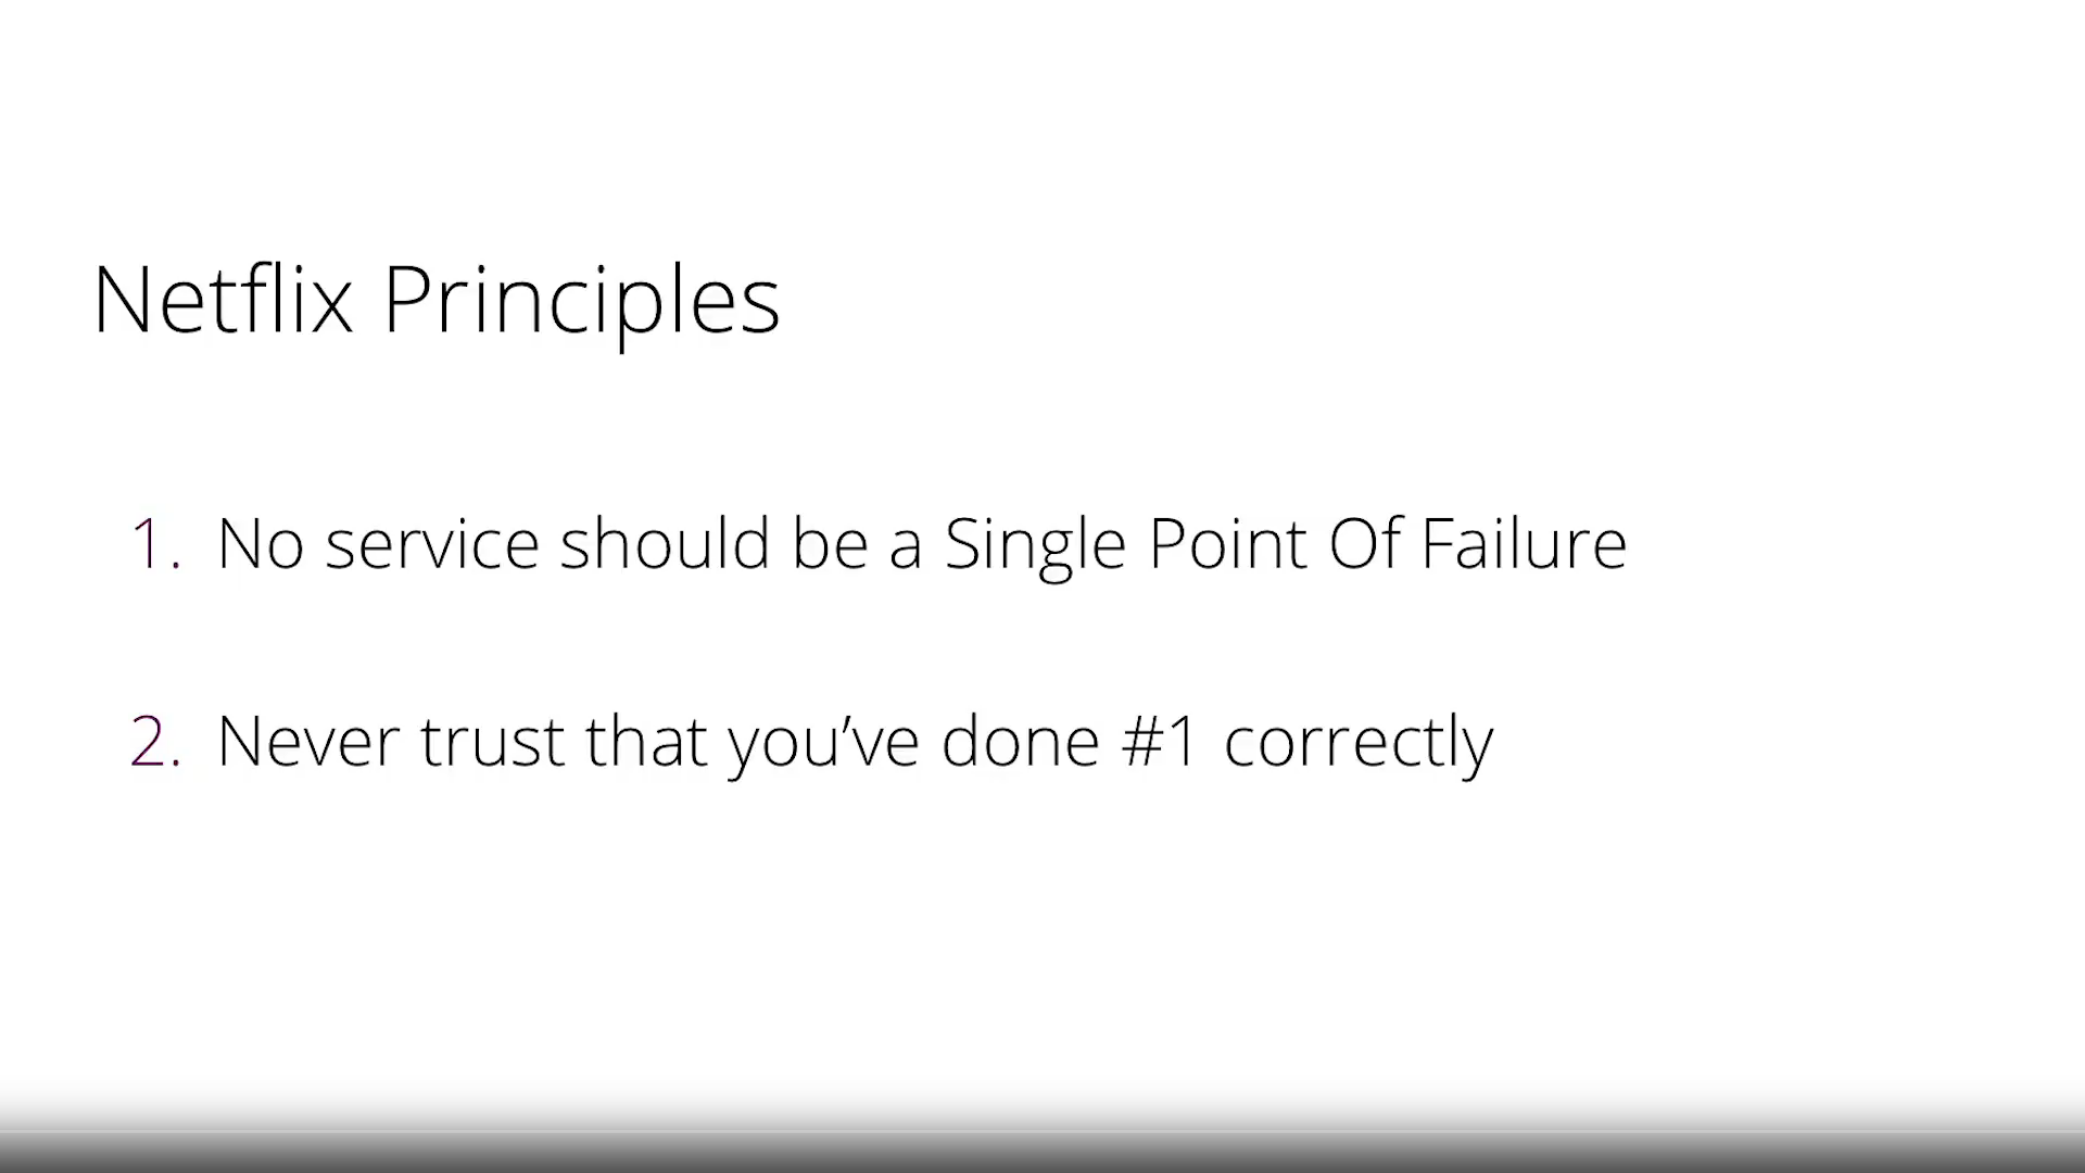 Netflix Principles
1. No service should be a Single Point Of Failure
2. Never trust that you’ve done #1 correctly